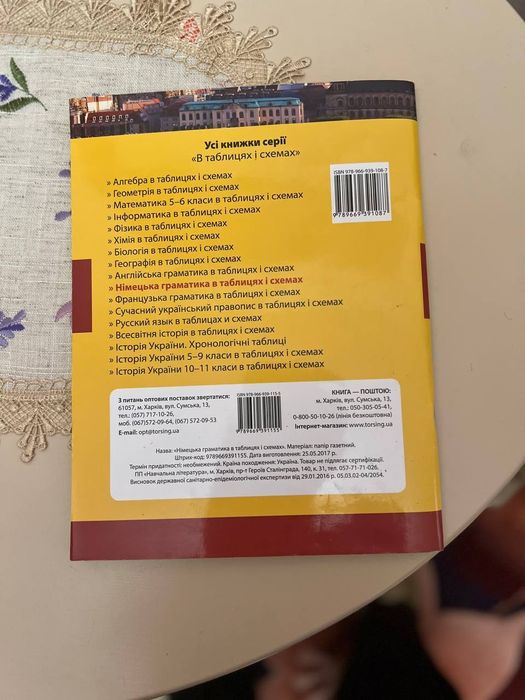 Усі книжки серії
«В таблицях і схемах»
» Алгебра в таблицях і схемах
» Геометрія в таблицях і схемах
» Математика 5–6 класи в таблицях і схемах
» Інформатика в таблицях і схемах
» Фізика в таблицях і схемах
» Хімія в таблицях і схемах
» Біологія в таблицях і схемах
» Географія в таблицях і схемах
» Англійська граматика в таблицях і схемах
» Німецька граматика в таблицях і схемах
» Французька граматика в таблицях і схемах
» Сучасний український правопис в таблицях і схемах
» Русский язык в таблицах и схемах
» Всесвітня історія в таблицях і схемах
» Історія України. Хронологічні таблиці
» Історія України 5–9 класи в таблицях і схемах
» Історія України 10–11 класи в таблицях і схемах
ISBN 978-966-939-108-7
9789669391087
З питань оптових поставок звертатися:
61057, м. Харків, вул. Сумська, 13,
тел.: (057) 717-10-26,
моб.:(067)572-09-64, (067) 572-09-53
E-mail: opt@torsing.ua
ISBN 978-966-939-115-5
9789669391155
КНИГА — ПОШТОЮ:
м. Харків, вул. Сумська, 13,
тел.: 050-305-05-41,
0-800-50-10-26 (лінія безкоштовна)
Інтернет-магазин: www.torsing.ua
Назва: «Німецька граматика в таблицях і схемах». Матеріал: папір газетний.
Штрих-код: 9789669391155. Дата виготовлення: 25.05.2017 р.
Термін придатності: необмежений. Країна походження: Україна. Товар не підлягає сертифікації.
ПП «Навчальна література», м. Харків, пр-т Героїв Сталінграда, 140, к. 31, тел. 057-71-71-026.
Висновок державної санітарно-епідеміологічної експертизи від 29.01.2016 р. 05.03.02-04/2054.